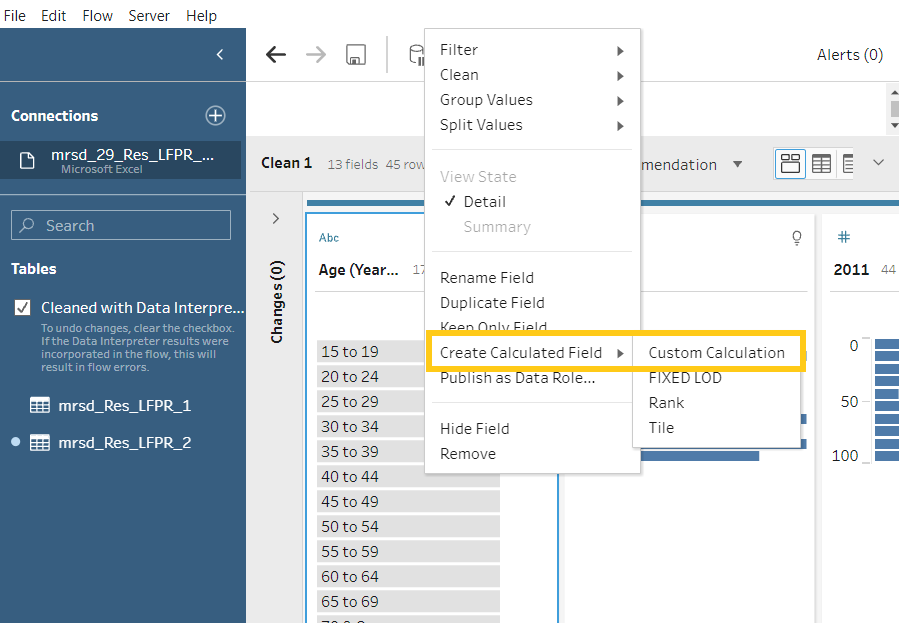 File Edit Flow Server Help
Alerts (0)
Connections
mrsd_29_Res_LFPR_...
Microsoft Excel
Search
Tables
Cleaned with Data Interpre...
To undo changes, clear the checkbox.
If the Data Interpreter results were
incorporated in the flow, this will
result in flow errors.
mrsd_Res_LFPR_1
mrsd_Res_LFPR_2
Clean 1 13 fields 45 row
mendation
Changes (0)
Abc
Age (Year... 17
15 to 19
20 to 24
25 to 29
30 to 34
35 to 39
40 to 44
45 to 49
50 to 54
55 to 59
60 to 64
65 to 69
Filter
Clean
Group Values
Split Values
View State
Detail
Summary
Rename Field
Duplicate Field
Keep Only Field
Create Calculated Field
Publish as Data Role...
Hide Field
Remove
Custom Calculation
FIXED LOD
Rank
Tile
#
2011 44
0
50
100